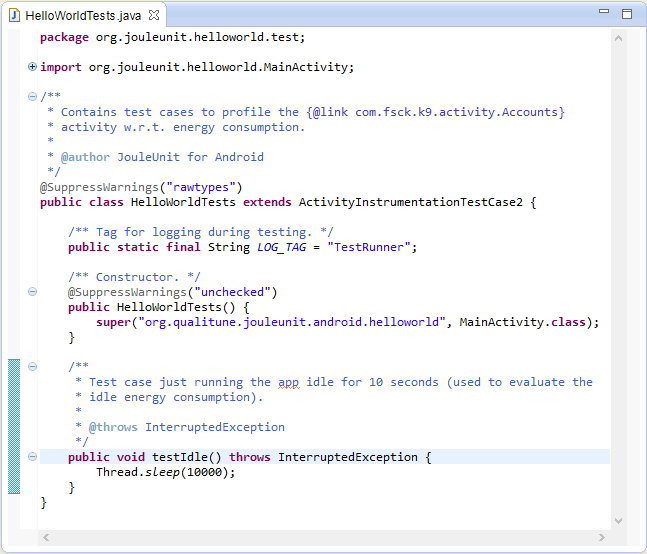 HelloWorldTests.java
package org.jouleunit.helloworld.test;
import org.jouleunit.helloworld.MainActivity;
/**
* Contains test cases to profile the {@link com.fsck.k9.activity.Accounts}
* activity w.r.t. energy consumption.
*
* @author JouleUnit for Android
*/
@SuppressWarnings("rawtypes")
public class HelloWorldTests extends ActivityInstrumentationTestCase2 {
/** Tag for logging during testing. */
public static final String LOG_TAG = "TestRunner";
/** Constructor. */
@SuppressWarnings("unchecked")
public HelloWorldTests() {
super("org.qualitune.jouleunit.android.helloworld", MainActivity.class);
}
/**
* Test case just running the app idle for 10 seconds (used to evaluate the
* idle energy consumption).
*
* @throws InterruptedException
*/
public void testIdle() throws InterruptedException {
Thread.sleep(10000);
}
}